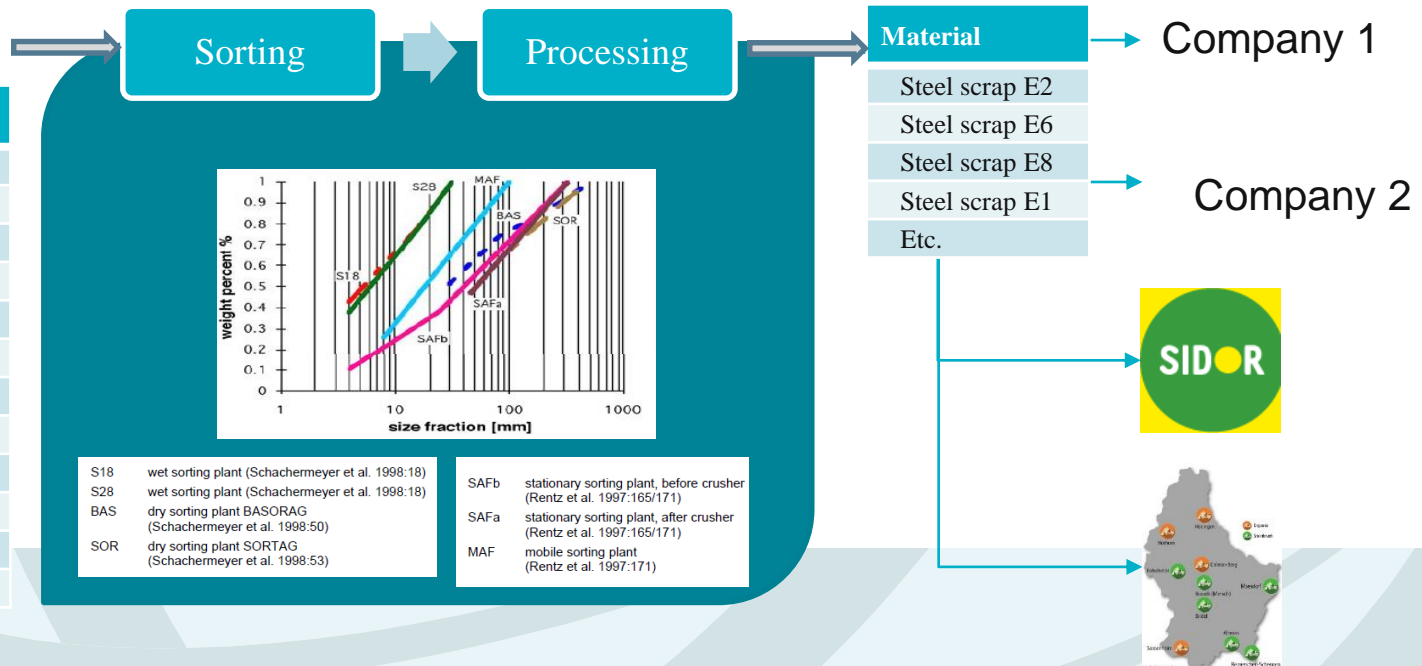 Sorting
Processing
Material
Company 1
Steel scrap E2
Steel scrap E6
Steel scrap E8
Steel scrap E1
Etc.
Company 2
weight percent %
1
0.9
0.8
0.7
0.6
0.5
0.4
0.3
0.2
0.1
0
S28
MAF
BAS
SOR
S18
SAFa
SAFb
1
10
100
1000
size fraction [mm]
S18 wet sorting plant (Schachermeyer et al. 1998:18)
S28 wet sorting plant (Schachermeyer et al. 1998:18)
BAS dry sorting plant BASORAG
(Schachermeyer et al. 1998:50)
SOR dry sorting plant SORTAG
(Schachermeyer et al. 1998:53)
SAFb stationary sorting plant, before crusher
(Rentz et al. 1997:165/171)
SAFa stationary sorting plant, after crusher
(Rentz et al. 1997:165/171)
MAF mobile sorting plant
(Rentz et al. 1997:171)
SIDOR